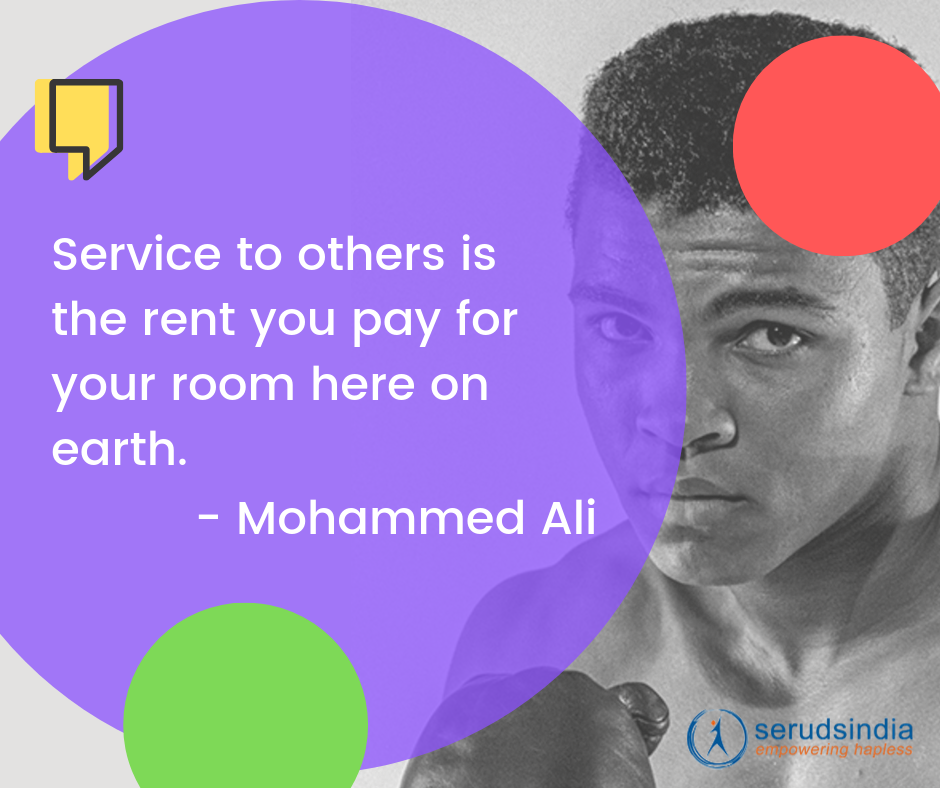 Service to others is
the rent you pay for
your room here on
earth.
- Mohammed Ali
serudsindia
empowering hapless